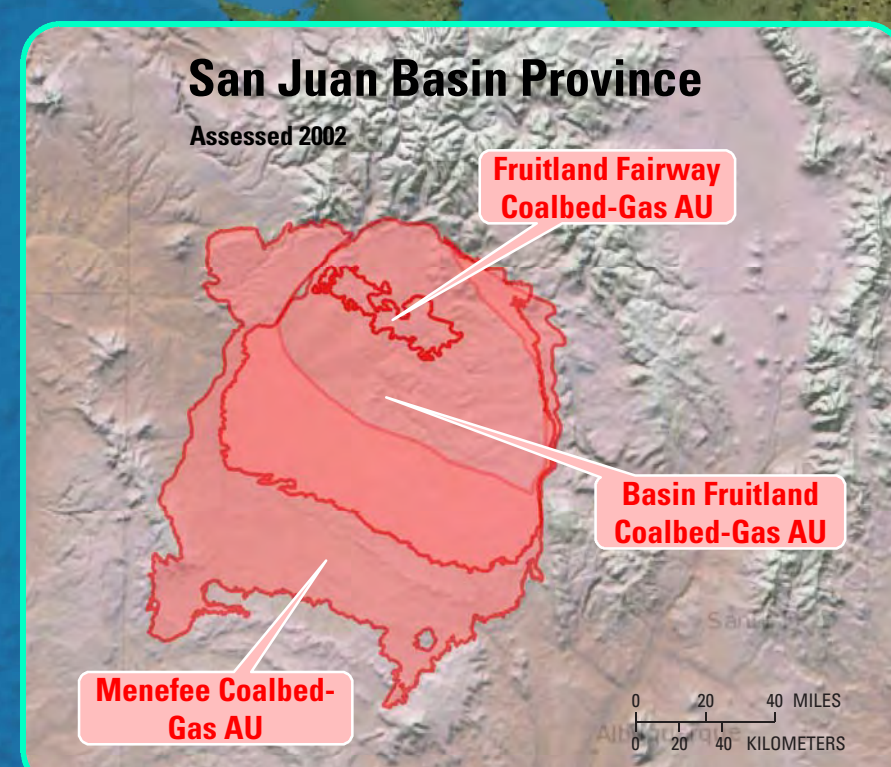 San Juan Basin Province
Assessed 2002
Fruitland Fairway
Coalbed-Gas AU
Basin Fruitland
Coalbed-Gas AU
Menefee Coalbed-
Gas AU
0 20 40 MILES
0 20 40 KILOMETERS
Albuquerque